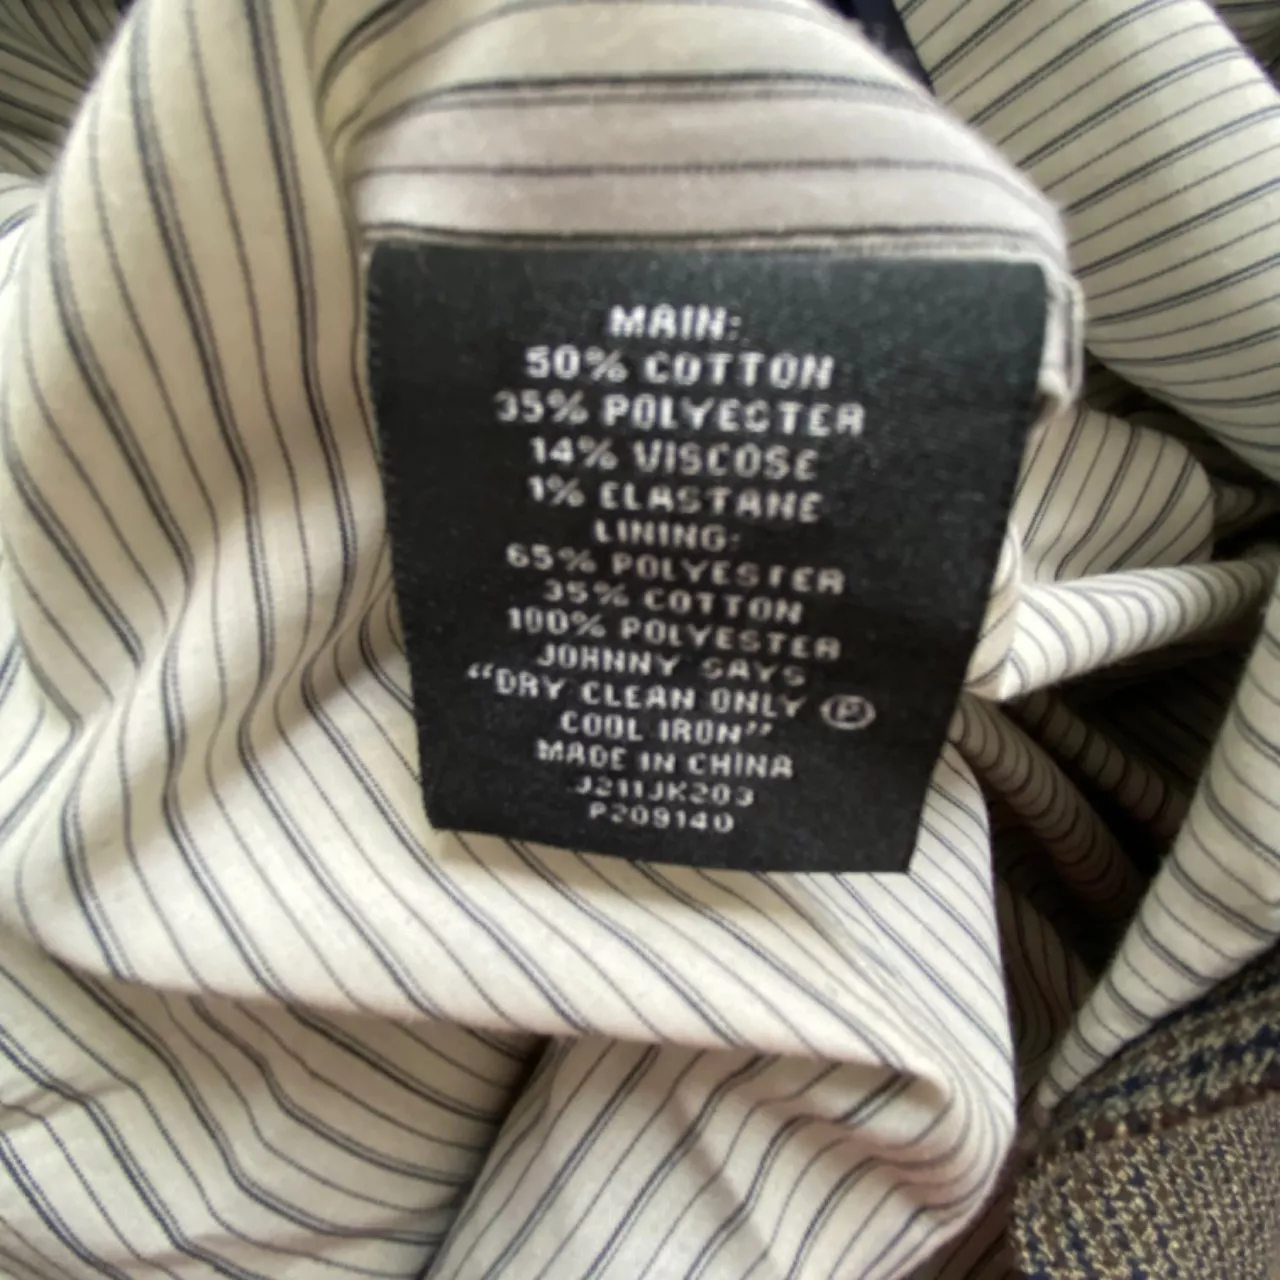 MAIN:
50% COTTON
35% POLYESTER
14% VISCOSE
1% ELASTANE
LINING:
65% POLYESTER
35% COTTON
100% POLYESTER
JOHNNY SAYS
“DRY CLEAN ONLY Ⓟ
COOL IRON”
MADE IN CHINA
J211JK203
P209140